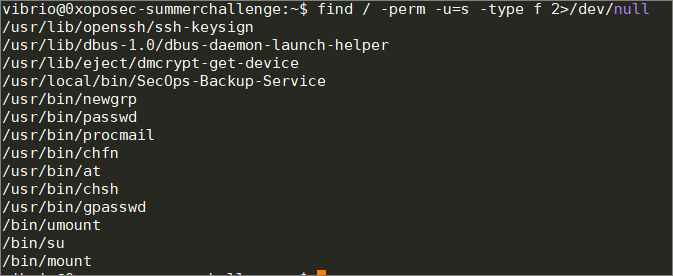 vibrio@0xoposec-summerchallenge:~$ find / -perm -u=s -type f 2>/dev/null
/usr/lib/openssh/ssh-keysign
/usr/lib/dbus-1.0/dbus-daemon-launch-helper
/usr/lib/eject/dmcrypt-get-device
/usr/local/bin/SecOps-Backup-Service
/usr/bin/newgrp
/usr/bin/passwd
/usr/bin/procmail
/usr/bin/chfn
/usr/bin/at
/usr/bin/chsh
/usr/bin/gpasswd
/bin/umount
/bin/su
/bin/mount